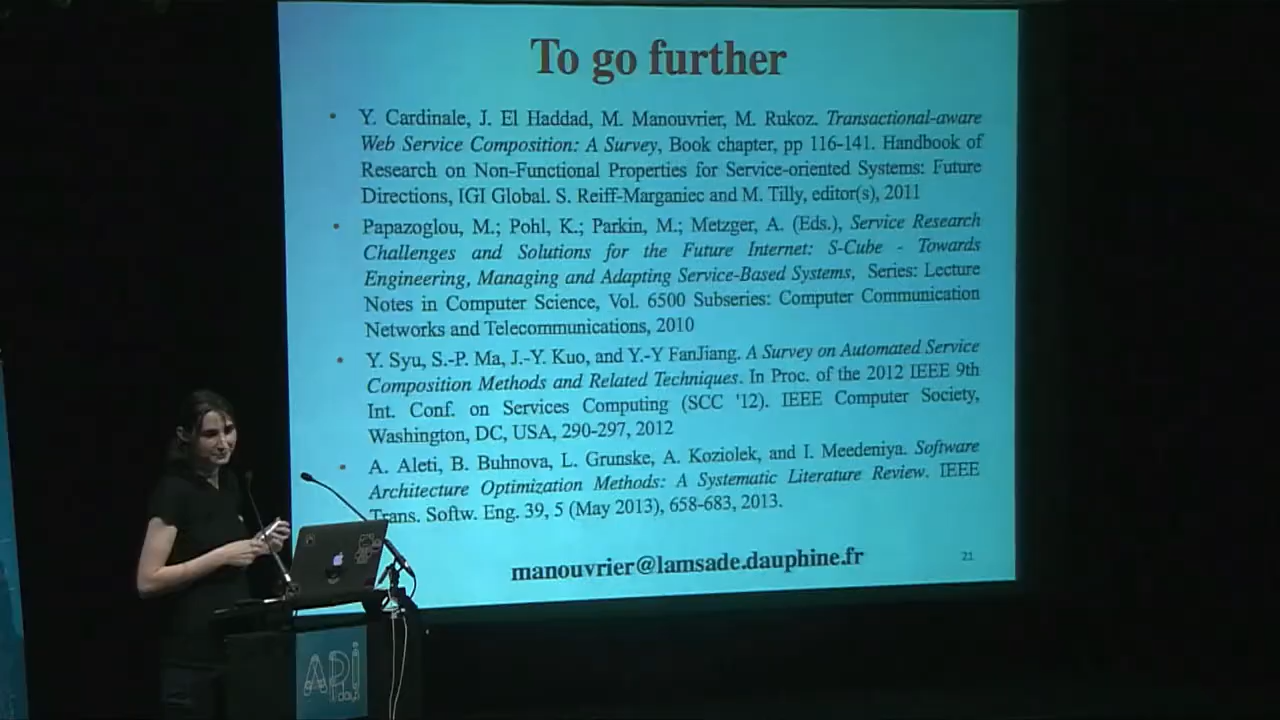 To go further
• Y. Cardinale, J. El Haddad, M. Manouvrier, M. Rukoz. Transactional-aware
Web Service Composition: A Survey, Book chapter, pp 116-141. Handbook of
Research on Non-Functional Properties for Service-oriented Systems: Future
Directions, IGI Global. S. Reiff-Marganiec and M. Tilly, editor(s), 2011
• Papazoglou, M.; Pohl, K.; Parkin, M.; Metzger, A. (Eds.), Service Research
Challenges and Solutions for the Future Internet: S-Cube - Towards
Engineering, Managing and Adapting Service-Based Systems, Series: Lecture
Notes in Computer Science, Vol. 6500 Subseries: Computer Communication
Networks and Telecommunications, 2010
• Y. Syu, S.-P. Ma, J.-Y. Kuo, and Y.-Y FanJiang. A Survey on Automated Service
Composition Methods and Related Techniques. In Proc. of the 2012 IEEE 9th
Int. Conf. on Services Computing (SCC '12). IEEE Computer Society,
Washington, DC, USA, 290-297, 2012
• A. Aleti, B. Buhnova, L. Grunske, A. Koziolek, and I. Meedeniya. Software
Architecture Optimization Methods: A Systematic Literature Review. IEEE
Trans. Softw. Eng. 39, 5 (May 2013), 658-683, 2013.
manouvrier@lamsade.dauphine.fr
21
API
days